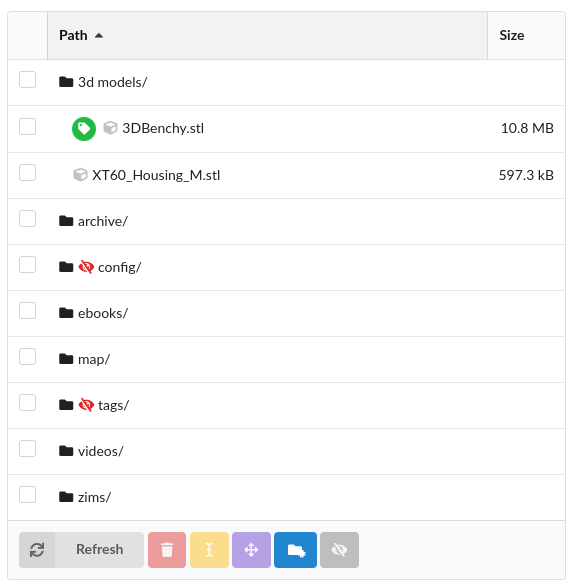 Path Size
3d models/
3DBenchy.stl 10.8 MB
XT60_Housing_M.stl 597.3 kB
archive/
config/
ebooks/
map/
tags/
videos/
zims/
Refresh